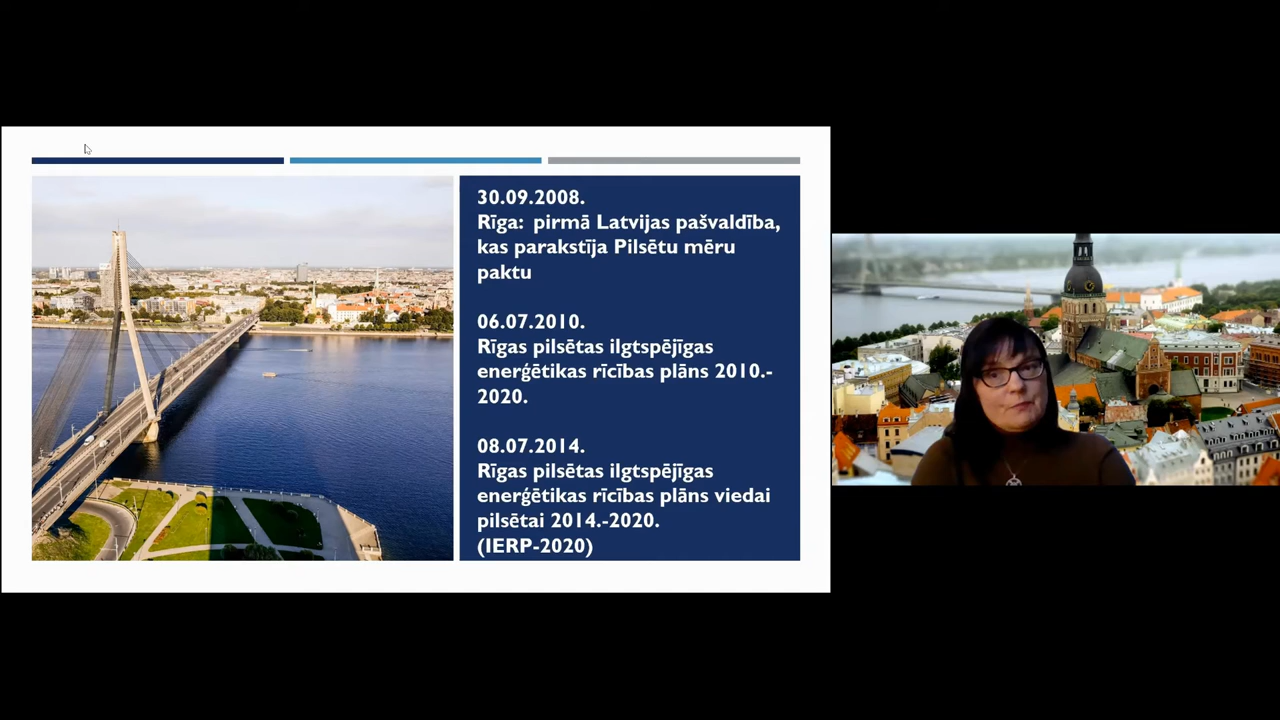 30.09.2008.
Rīga: pirmā Latvijas pašvaldība,
kas parakstīja Pilsētu mēru
paktu
06.07.2010.
Rīgas pilsētas ilgtspējīgas
enerģētikas rīcības plāns 2010.-
2020.
08.07.2014.
Rīgas pilsētas ilgtspējīgas
enerģētikas rīcības plāns viedai
pilsētai 2014.-2020.
(IERP-2020)